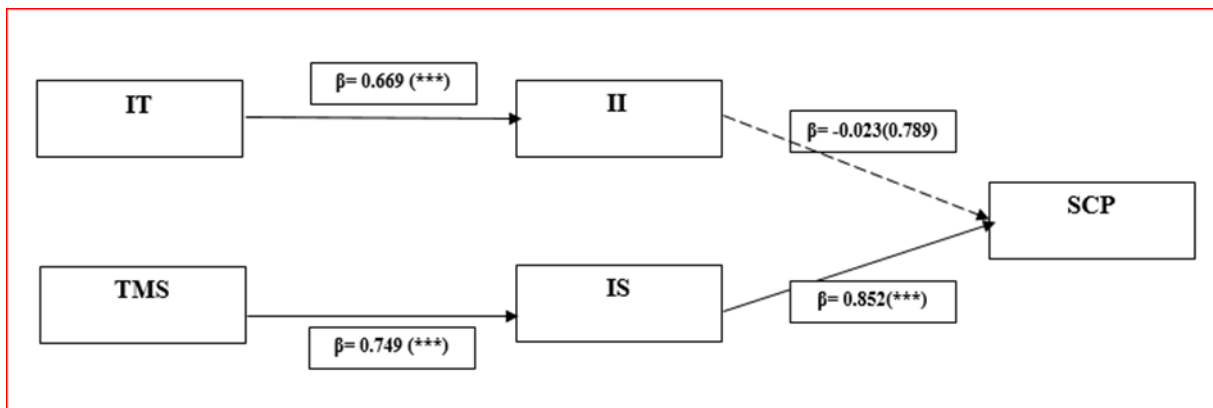 β= 0.669 (***)
IT
II
β= -0.023(0.789)
SCP
TMS
IS
β= 0.852(***)
β= 0.749 (***)